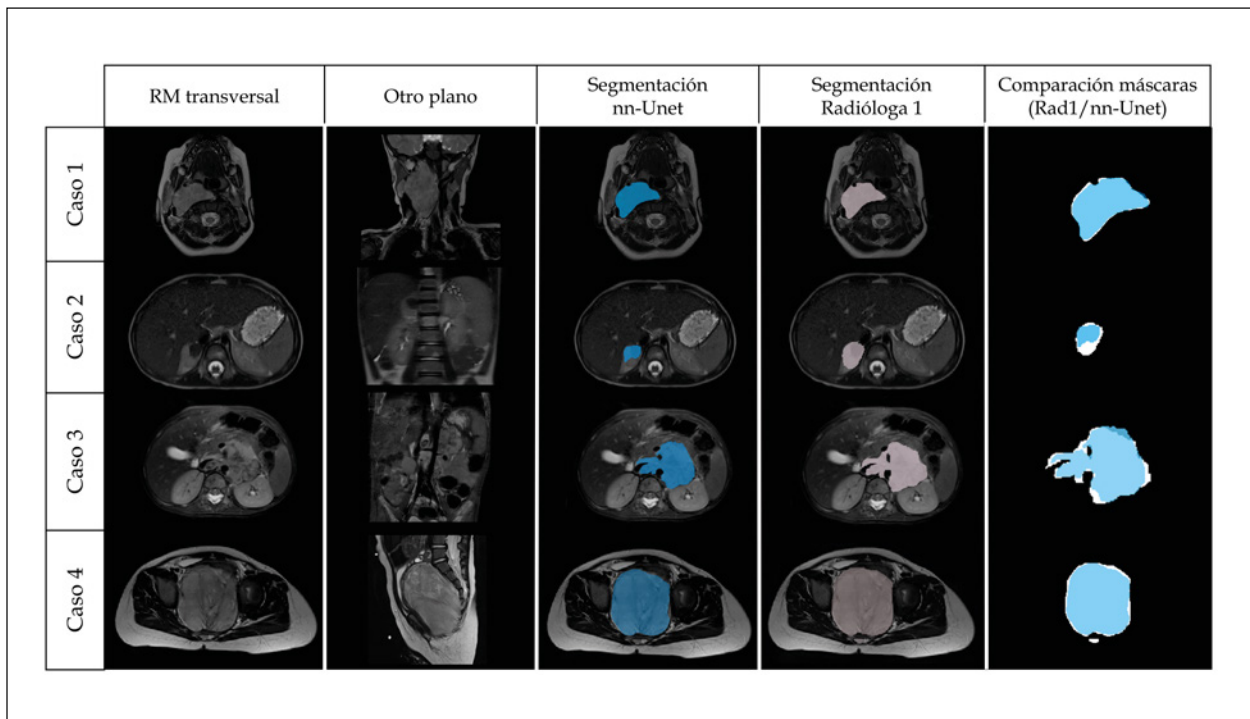 RM transversal
Otro plano
Segmentación
nn-Unet
Segmentación
Radióloga 1
Comparación máscaras
(Rad1/nn-Unet)
Caso 1
Caso 2
Caso 3
Caso 4